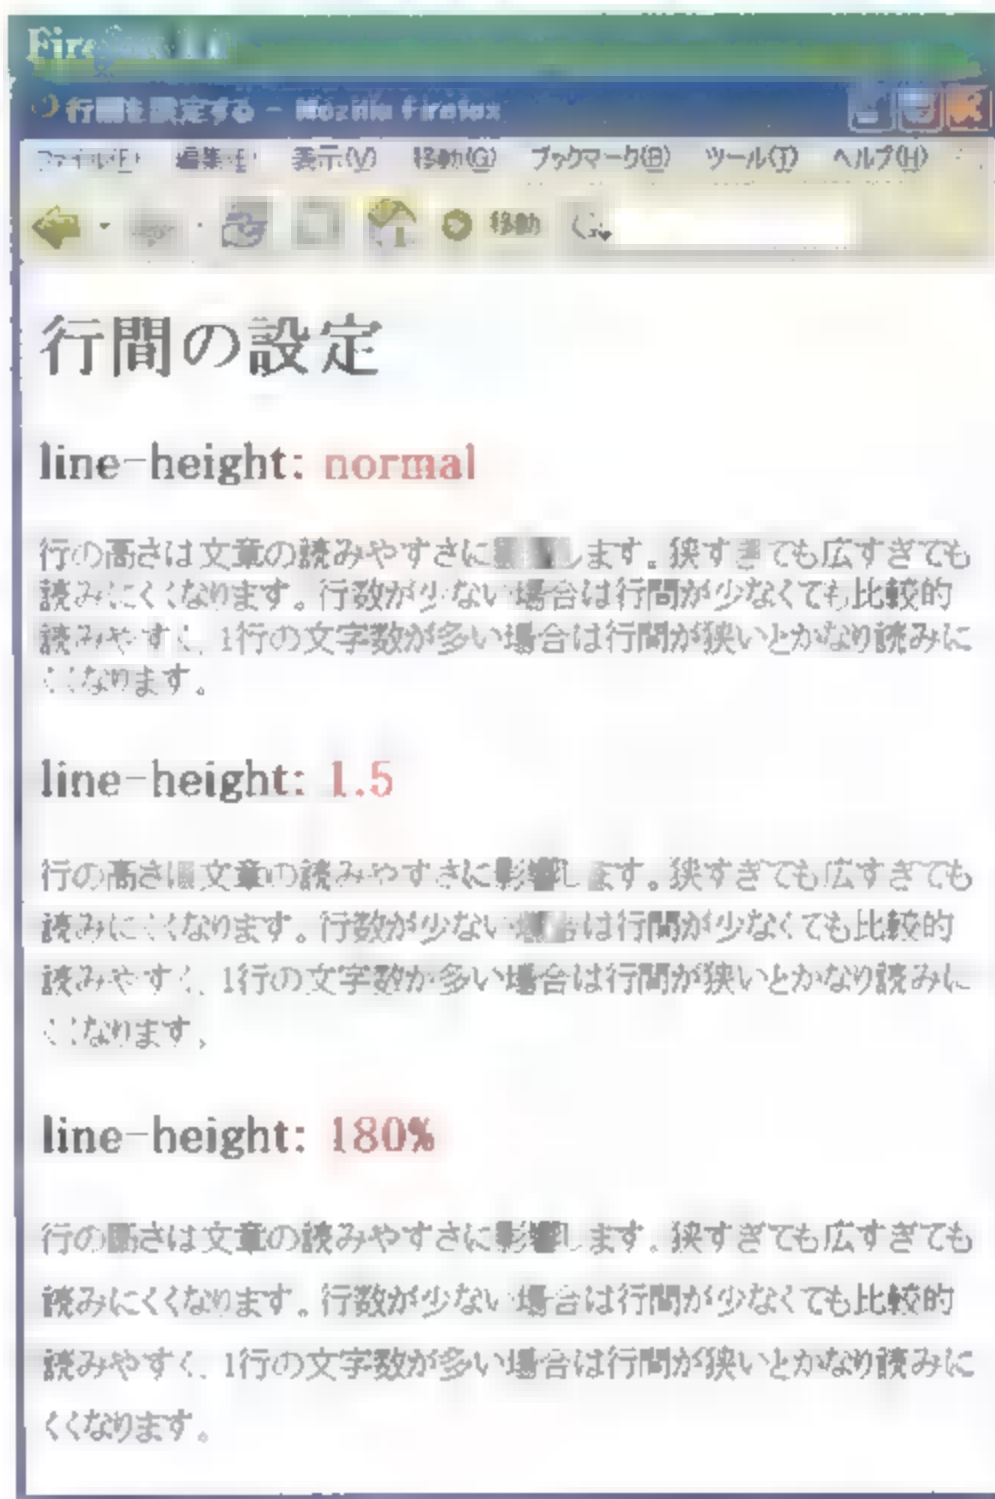 行間を設定する - Mozilla Firefox
ファイル(F) 編集(E) 表示(V) 移動(G) ブックマーク(B) ツール(T) ヘルプ(H)
移動
行間の設定
line-height: normal
行の高さは文章の読みやすさに します。狭すぎても広すぎても
読みにくくなります。行数が少ない場合は行間が少なくても比較的
読みやすく、1行の文字数が多い場合は行間が狭いとかなり読みに
くくなります。
line-height: 1.5
行の高さは文章の読みやすさに影響します。狭すぎても広すぎても
読みにくくなります。行数が少ない場合は行間が少なくても比較的
読みやすく、1行の文字数が多い場合は行間が狭いとかなり読みに
くくなります。
line-height: 180%
行の高さは文章の読みやすさに影響します。狭すぎても広すぎても
読みにくくなります。行数が少ない場合は行間が少なくても比較的
読みやすく、1行の文字数が多い場合は行間が狭いとかなり読みに
くくなります。